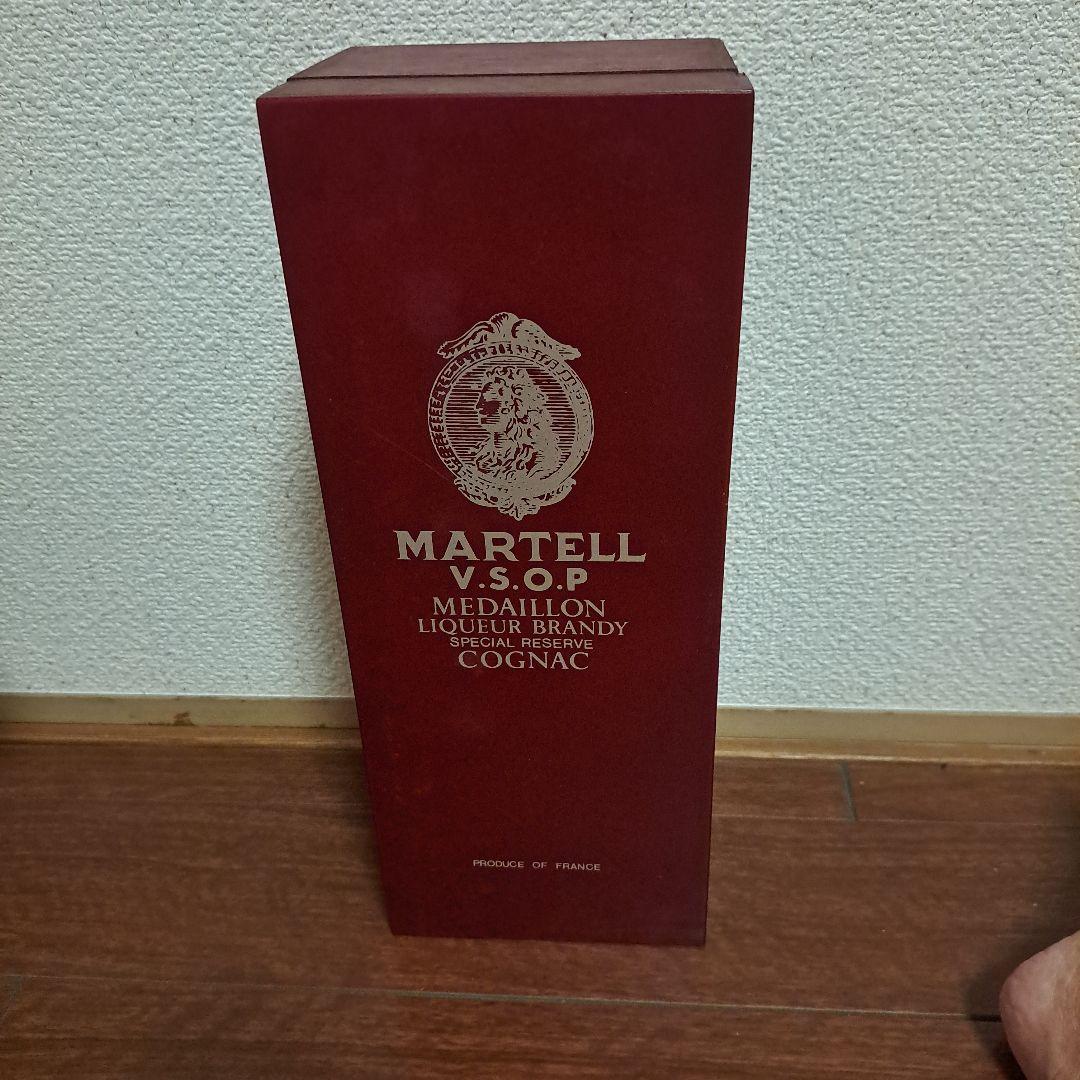 MARTELL
V.S.O.P
MEDAILLON
LIQUEUR BRANDY
SPECIAL RESERVE
COGNAC
PRODUCE OF FRANCE